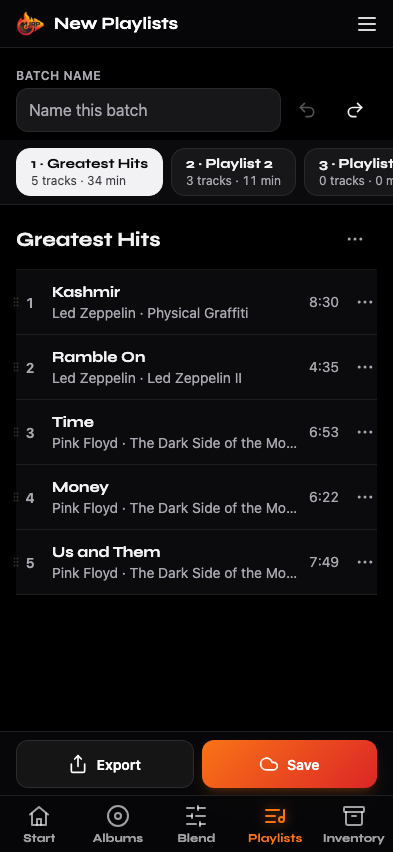 New Playlists
BATCH NAME
Name this batch
1 · Greatest Hits
5 tracks · 34 min
2 · Playlist 2
3 tracks · 11 min
3 · Playlist
0 tracks · 0 m
Greatest Hits
1
Kashmir
Led Zeppelin · Physical Graffiti
8:30
2
Ramble On
Led Zeppelin · Led Zeppelin II
4:35
3
Time
Pink Floyd · The Dark Side of the Mo...
6:53
4
Money
Pink Floyd · The Dark Side of the Mo...
6:22
5
Us and Them
Pink Floyd · The Dark Side of the Mo...
7:49
Export
Save
Start
Albums
Blend
Playlists
Inventory